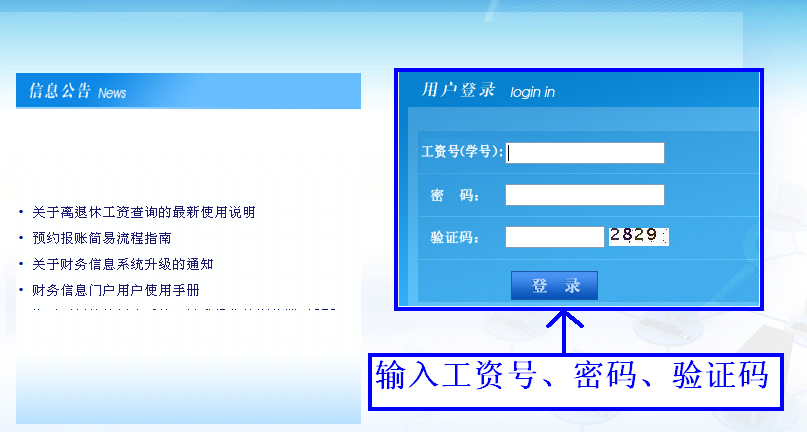 信息公告 News
关于离退休工资查询的最新使用说明
预约报账简易流程指南
关于财务信息系统升级的通知
财务信息门户用户使用手册
用户登录 login in
工资号(学号):
密 码:
验证码: 2829
登 录
输入工资号、密码、验证码